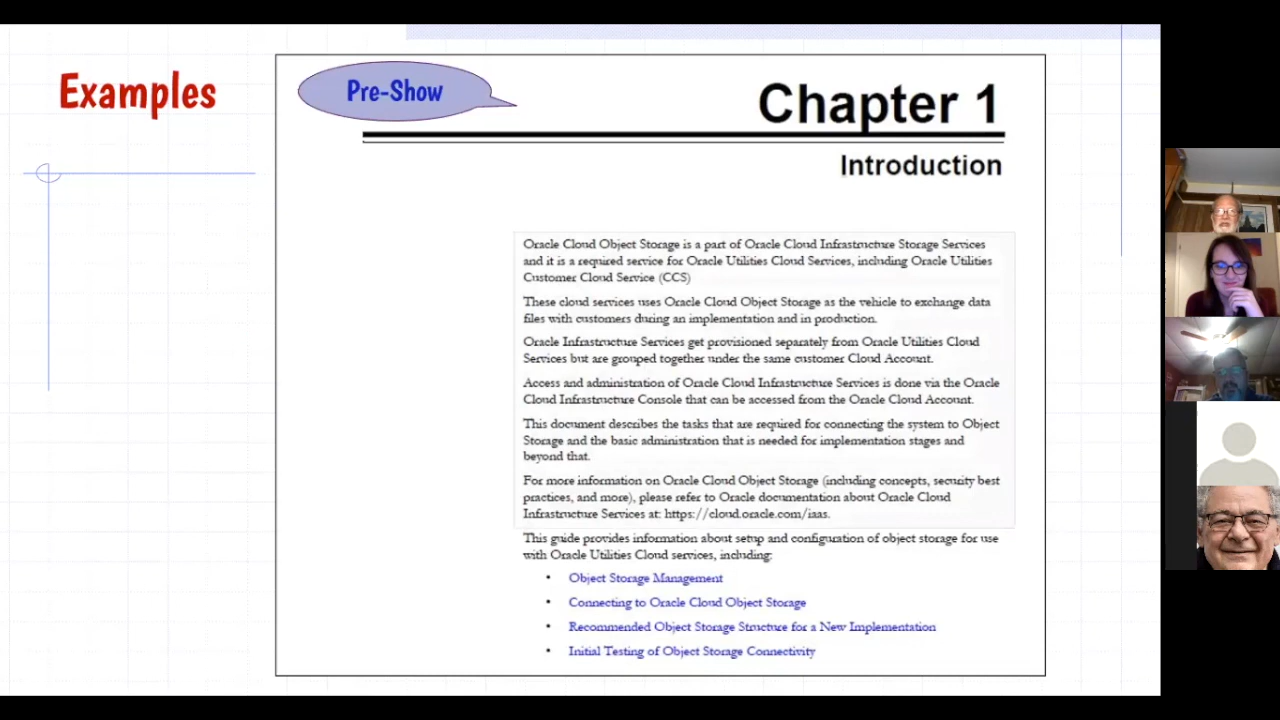 Examples
Pre-Show
Chapter 1
Introduction
Oracle Cloud Object Storage is a part of Oracle Cloud Infrastructure Storage Services
and it is a required service for Oracle Utilities Cloud Services, including Oracle Utilities
Customer Cloud Service (CCS)
These cloud services uses Oracle Cloud Object Storage as the vehicle to exchange data
files with customers during an implementation and in production.
Oracle Infrastructure Services get provisioned separately from Oracle Utilities Cloud
Services but are grouped together under the same customer Cloud Account.
Access and administration of Oracle Cloud Infrastructure Services is done via the Oracle
Cloud Infrastructure Console that can be accessed from the Oracle Cloud Account.
This document describes the tasks that are required for connecting the system to Object
Storage and the basic administration that is needed for implementation stages and
beyond that.
For more information on Oracle Cloud Object Storage (including concepts, security best
practices, and more), please refer to Oracle documentation about Oracle Cloud
Infrastructure Services at: https://cloud.oracle.com/iaas.
This guide provides information about setup and configuration of object storage for use
with Oracle Utilities Cloud services, including:
• Object Storage Management
• Connecting to Oracle Cloud Object Storage
• Recommended Object Storage Structure for a New Implementation
• Initial Testing of Object Storage Connectivity